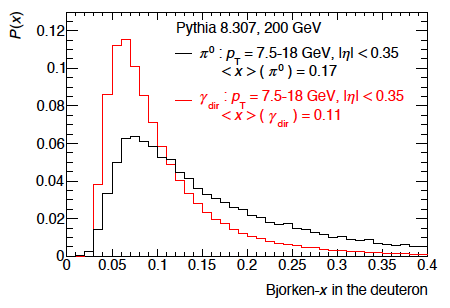 P(x)
Pythia 8.307, 200 GeV
π⁰ : p_T = 7.5-18 GeV, |η| < 0.35
<x> ( π⁰ ) = 0.17
γ_dir : p_T = 7.5-18 GeV, |η| < 0.35
<x> ( γ_dir ) = 0.11
0.12
0.1
0.08
0.06
0.04
0.02
0
0 0.05 0.1 0.15 0.2 0.25 0.3 0.35 0.4
Bjorken-x in the deuteron